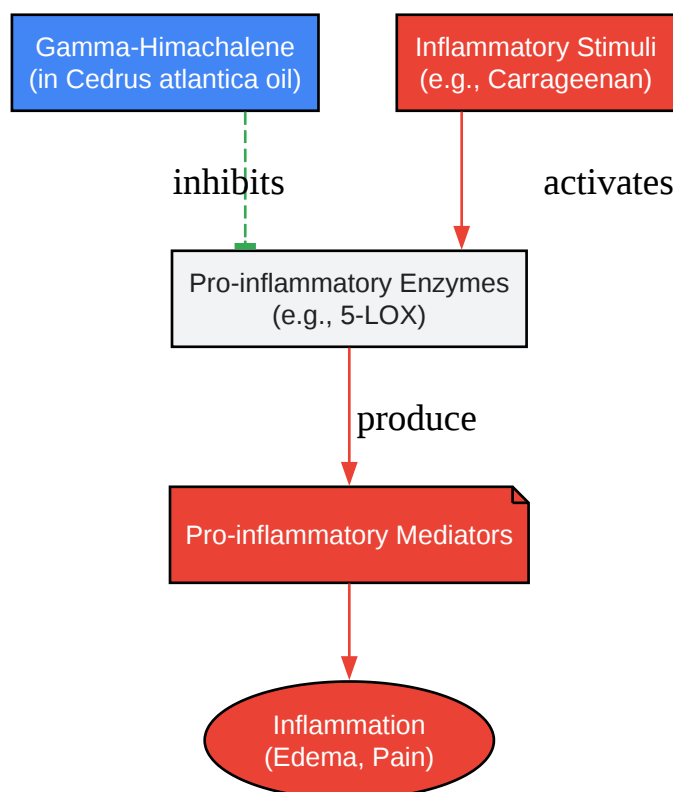 Gamma-Himachalene
(in Cedrus atlantica oil)
Inflammatory Stimuli
(e.g., Carrageenan)
inhibits
activates
Pro-inflammatory Enzymes
(e.g., 5-LOX)
produce
Pro-inflammatory Mediators
Inflammation
(Edema, Pain)